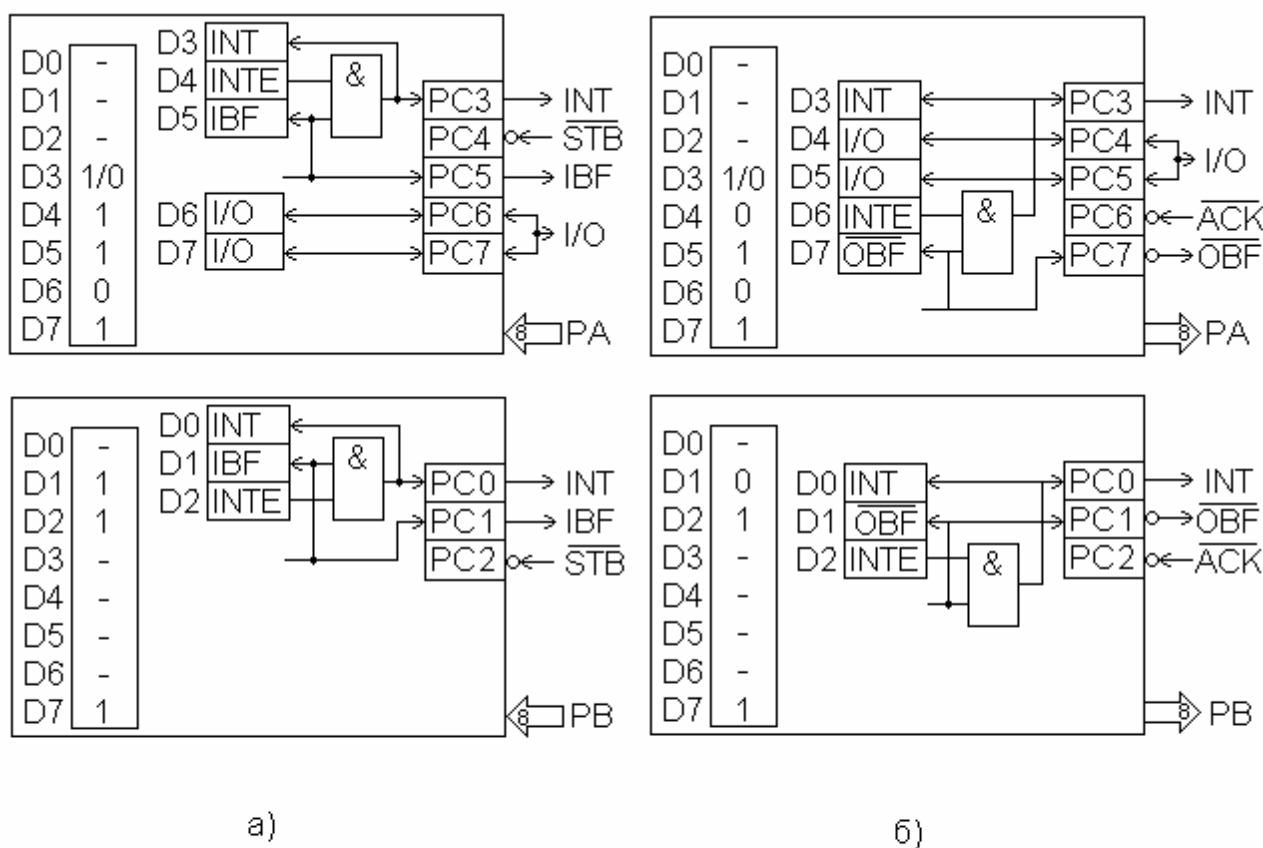 D0 -
D1 -
D2 -
D3 1/0
D4 1
D5 1
D6 0
D7 1
D3 INT
D4 INTE
D5 IBF
D6 I/O
D7 I/O
&
PC3 INT
PC4 STB
PC5 IBF
PC6
PC7
I/O
8 PA
D0 -
D1 -
D2 -
D3 1/0
D4 0
D5 1
D6 0
D7 1
D3 INT
D4 I/O
D5 I/O
D6 INTE
D7 OBF
&
PC3 INT
PC4
PC5
I/O
PC6 ACK
PC7 OBF
8 PA
D0 -
D1 1
D2 1
D3 -
D4 -
D5 -
D6 -
D7 1
D0 INT
D1 IBF
D2 INTE
&
PC0 INT
PC1 IBF
PC2 STB
8 PB
D0 -
D1 0
D2 1
D3 -
D4 -
D5 -
D6 -
D7 1
D0 INT
D1 OBF
D2 INTE
&
PC0 INT
PC1 OBF
PC2 ACK
8 PB
а)
б)